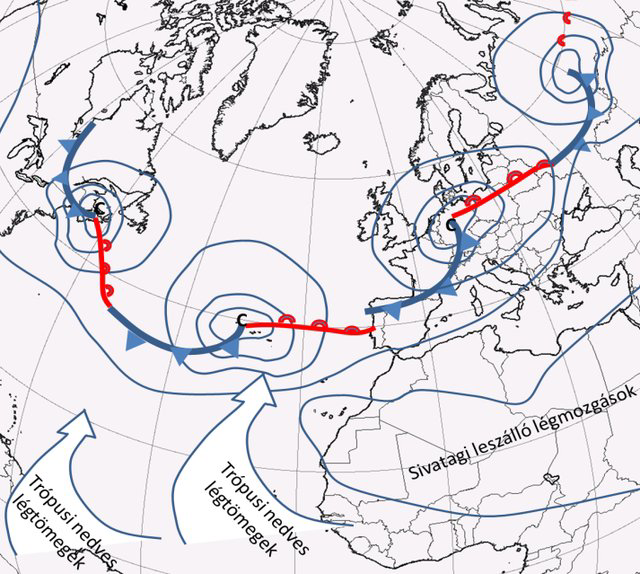 C
C
C
Sivatagi leszálló légmozgások
Trópusi nedves
légtömegek
Trópusi nedves
légtömegek